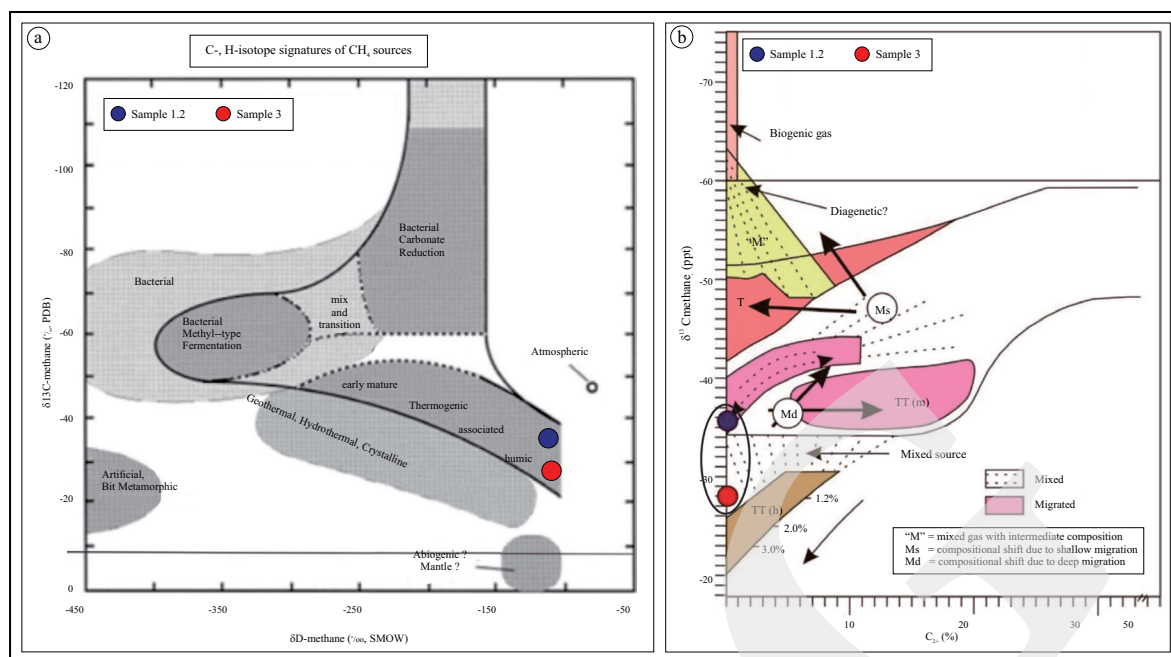 a
C-, H-isotope signatures of CH4 sources
Sample 1.2
Sample 3
-120
-100
-80
-60
-40
-20
0
δ13C-methane (‰, PDB)
Bacterial
Carbonate
Reduction
Bacterial
mix
and
transition
Bacterial
Methyl--type
Fermentation
Atmospheric
early mature
Thermogenic
associated
humic
Geothermal, Hydrothermal, Crystalline
Artificial,
Bit Metamorphic
Abiogenic ?
Mantle ?
-450
-350
-250
-150
-50
δD-methane (‰, SMOW)
b
Sample 1.2
Sample 3
-70
-60
-50
-40
-30
-20
δ13 Cmethane (ppt)
Biogenic gas
Diagenetic?
"M"
T
Ms
Md
TT (m)
Mixed source
TT (h)
1.2%
2.0%
3.0%
Mixed
Migrated
"M" = mixed gas with intermediate composition
Ms = compositional shift due to shallow migration
Md = compositional shift due to deep migration
10
20
30
50
C2+ (%)